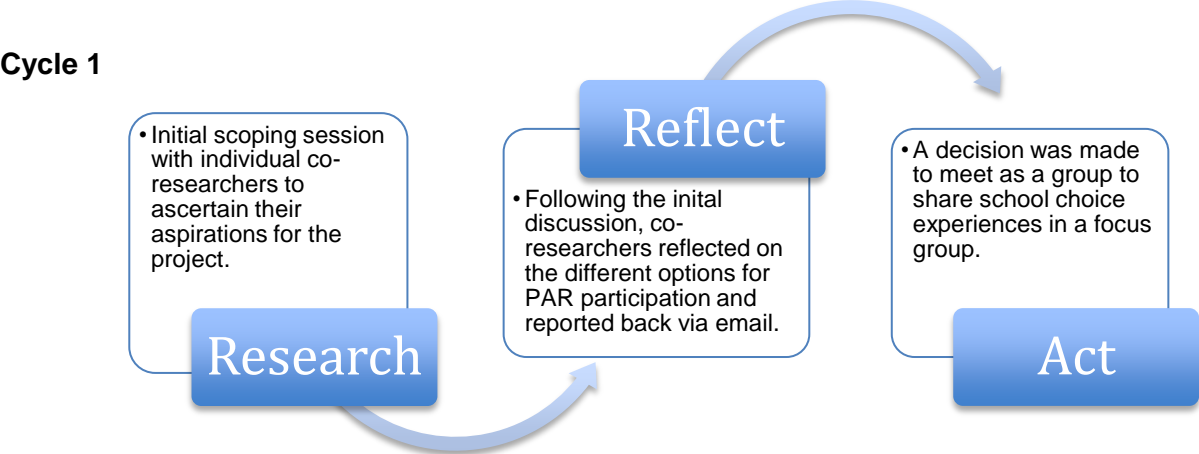 Cycle 1
• Initial scoping session
with individual co-
researchers to
ascertain their
aspirations for the
project.
Research
Reflect
• Following the inital
discussion, co-
researchers reflected on
the different options for
PAR participation and
reported back via email.
• A decision was made
to meet as a group to
share school choice
experiences in a focus
group.
Act